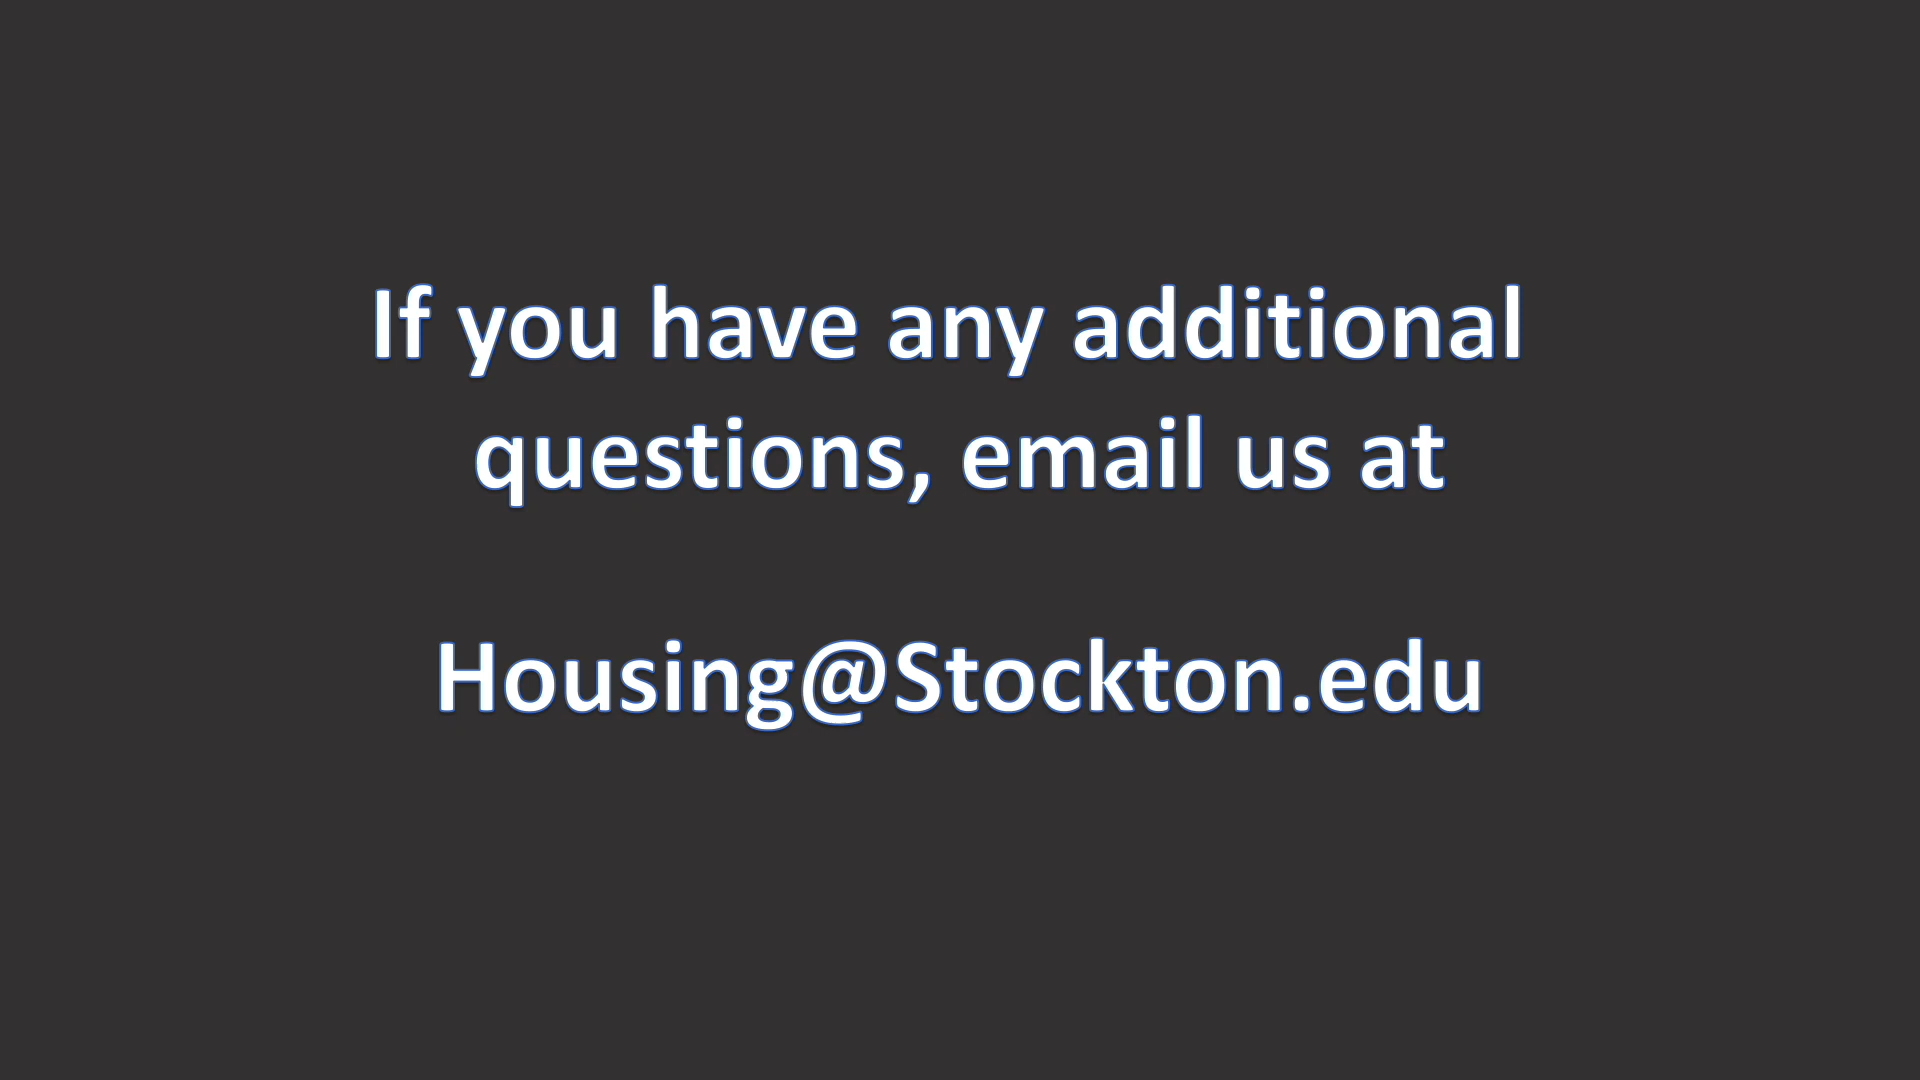 If you have any additional
questions, email us at
Housing@Stockton.edu